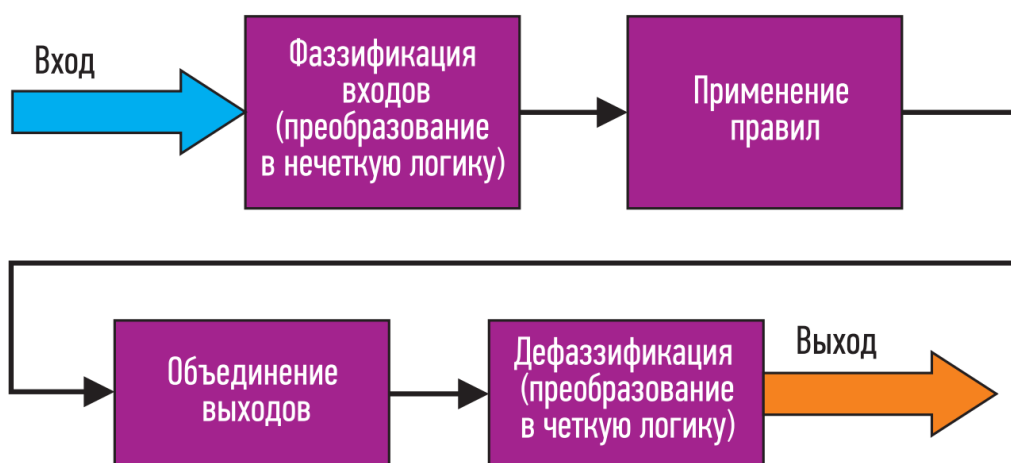 Вход
Фаззификация
входов
(преобразование
в нечеткую логику)
Применение
правил
Объединение
выходов
Дефаззификация
(преобразование
в четкую логику)
Выход